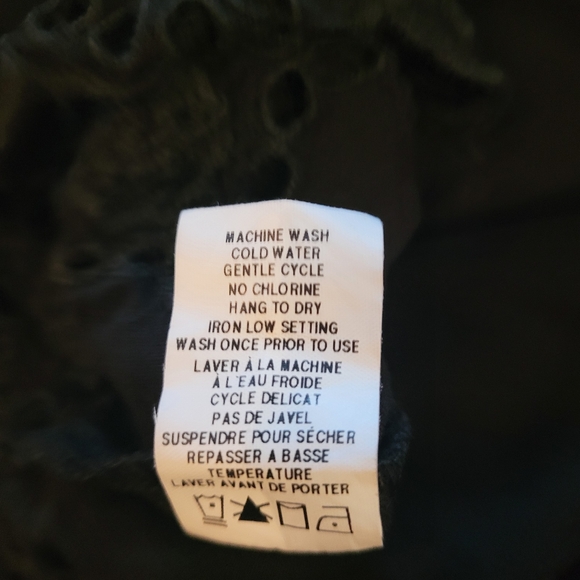 MACHINE WASH
COLD WATER
GENTLE CYCLE
NO CHLORINE
HANG TO DRY
IRON LOW SETTING
WASH ONCE PRIOR TO USE
LAVER À LA MACHINE
À L'EAU FROIDE
CYCLE DELICAT
PAS DE JAVEL
SUSPENDRE POUR SÉCHER
REPASSER A BASSE
TEMPERATURE
LAVER AVANT DE PORTER